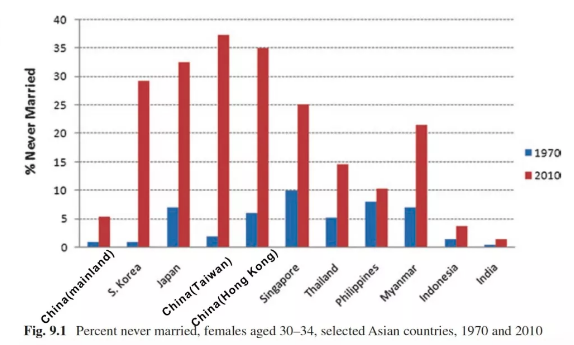 % Never Married
40
35
30
25
20
15
10
5
0
China(mainland)
S. Korea
Japan
China(Taiwan)
China(Hong Kong)
Singapore
Thailand
Philippines
Myanmar
Indonesia
India
1970
2010
Fig. 9.1 Percent never married, females aged 30–34, selected Asian countries, 1970 and 2010